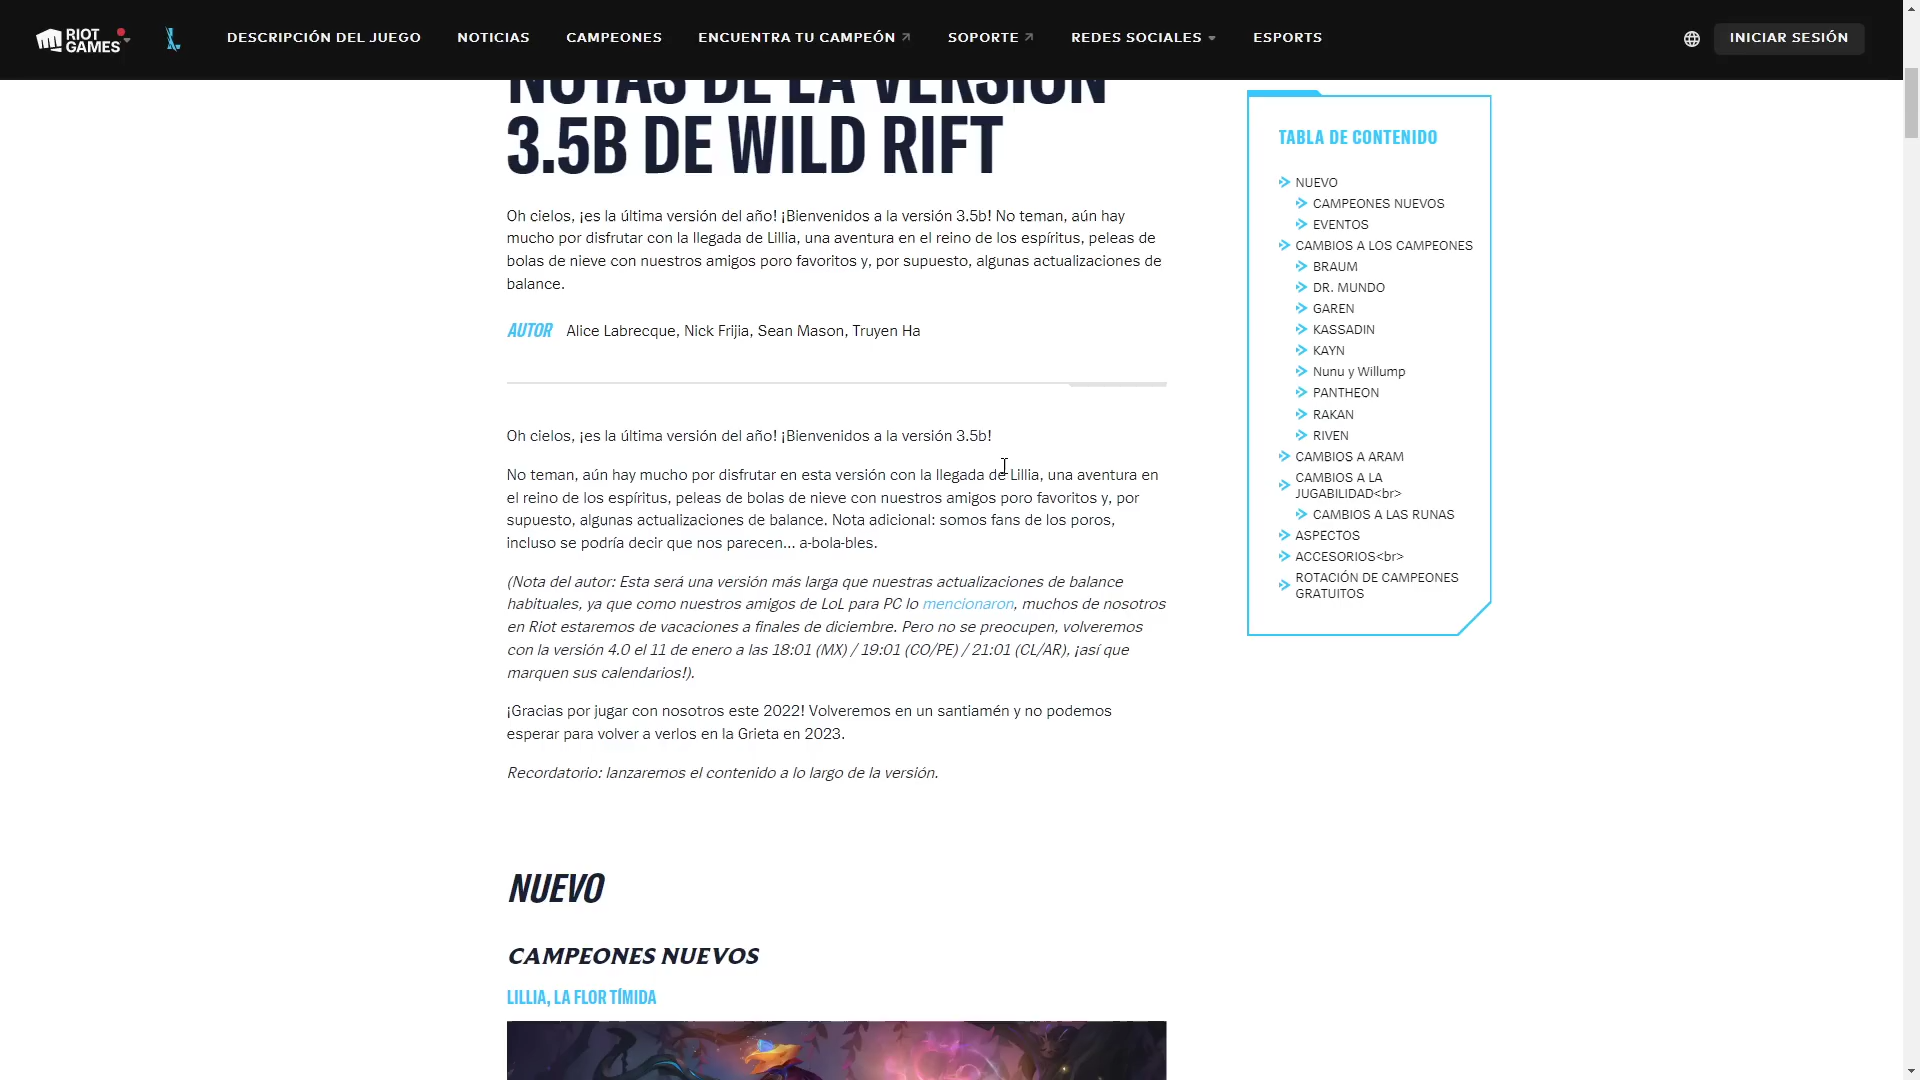 RIOT GAMES
DESCRIPCIÓN DEL JUEGO
NOTICIAS
CAMPEONES
ENCUENTRA TU CAMPEÓN
SOPORTE
REDES SOCIALES
ESPORTS
INICIAR SESIÓN
NOTAS DE LA VERSIÓN
3.5B DE WILD RIFT
Oh cielos, ¡es la última versión del año! ¡Bienvenidos a la versión 3.5b! No teman, aún hay
mucho por disfrutar con la llegada de Lillia, una aventura en el reino de los espíritus, peleas de
bolas de nieve con nuestros amigos poro favoritos y, por supuesto, algunas actualizaciones de
balance.
AUTOR Alice Labrecque, Nick Frijia, Sean Mason, Truyen Ha
Oh cielos, ¡es la última versión del año! ¡Bienvenidos a la versión 3.5b!
No teman, aún hay mucho por disfrutar en esta versión con la llegada de Lillia, una aventura en
el reino de los espíritus, peleas de bolas de nieve con nuestros amigos poro favoritos y, por
supuesto, algunas actualizaciones de balance. Nota adicional: somos fans de los poros,
incluso se podría decir que nos parecen... a-bola-bles.
(Nota del autor: Esta será una versión más larga que nuestras actualizaciones de balance
habituales, ya que como nuestros amigos de LoL para PC lo mencionaron, muchos de nosotros
en Riot estaremos de vacaciones a finales de diciembre. Pero no se preocupen, volveremos
con la versión 4.0 el 11 de enero a las 18:01 (MX) / 19:01 (CO/PE) / 21:01 (CL/AR), ¡así que
marquen sus calendarios!).
¡Gracias por jugar con nosotros este 2022! Volveremos en un santiamén y no podemos
esperar para volver a verlos en la Grieta en 2023.
Recordatorio: lanzaremos el contenido a lo largo de la versión.
NUEVO
CAMPEONES NUEVOS
LILLIA, LA FLOR TÍMIDA
TABLA DE CONTENIDO
NUEVO
CAMPEONES NUEVOS
EVENTOS
CAMBIOS A LOS CAMPEONES
BRAUM
DR. MUNDO
GAREN
KASSADIN
KAYN
Nunu y Willump
PANTHEON
RAKAN
RIVEN
CAMBIOS A ARAM
CAMBIOS A LA
JUGABILIDAD<br>
CAMBIOS A LAS RUNAS
ASPECTOS
ACCESORIOS<br>
ROTACIÓN DE CAMPEONES
GRATUITOS